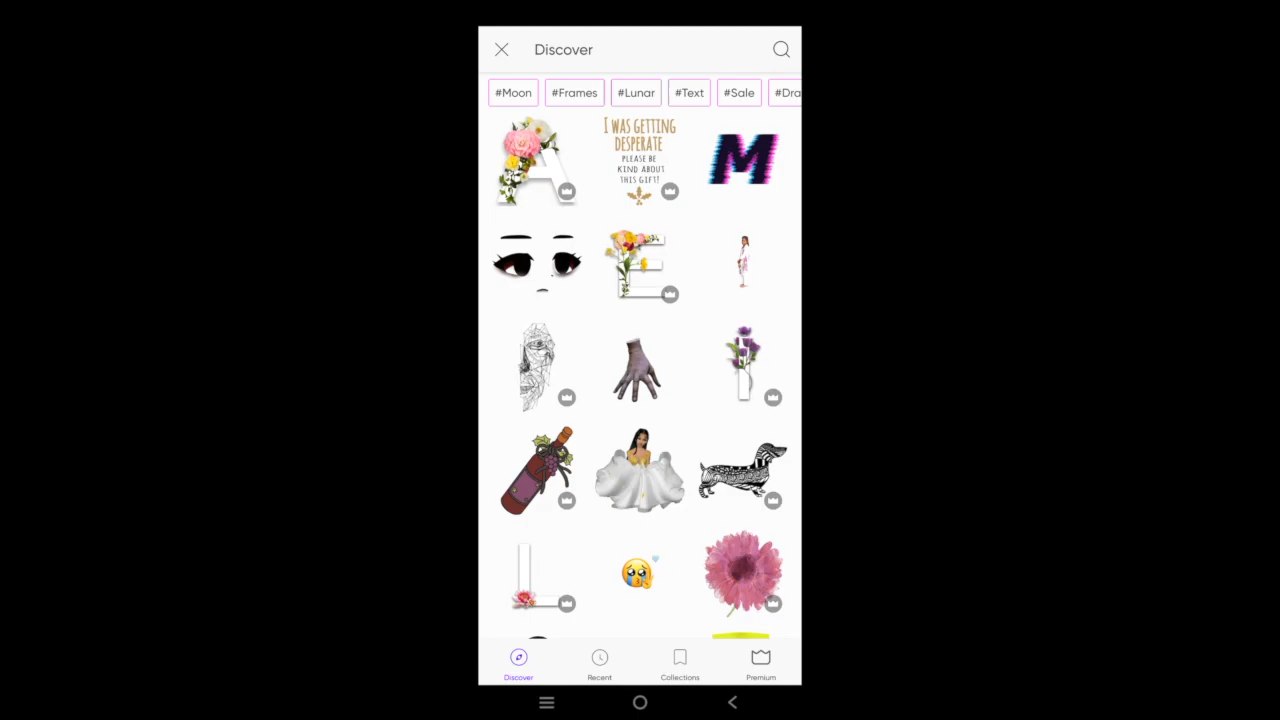 Discover
#Moon #Frames #Lunar #Text #Sale #Dra
A
I WAS GETTING
DESPERATE
PLEASE BE
KIND ABOUT
THIS GIFT!
M
E
L
Discover Recent Collections Premium